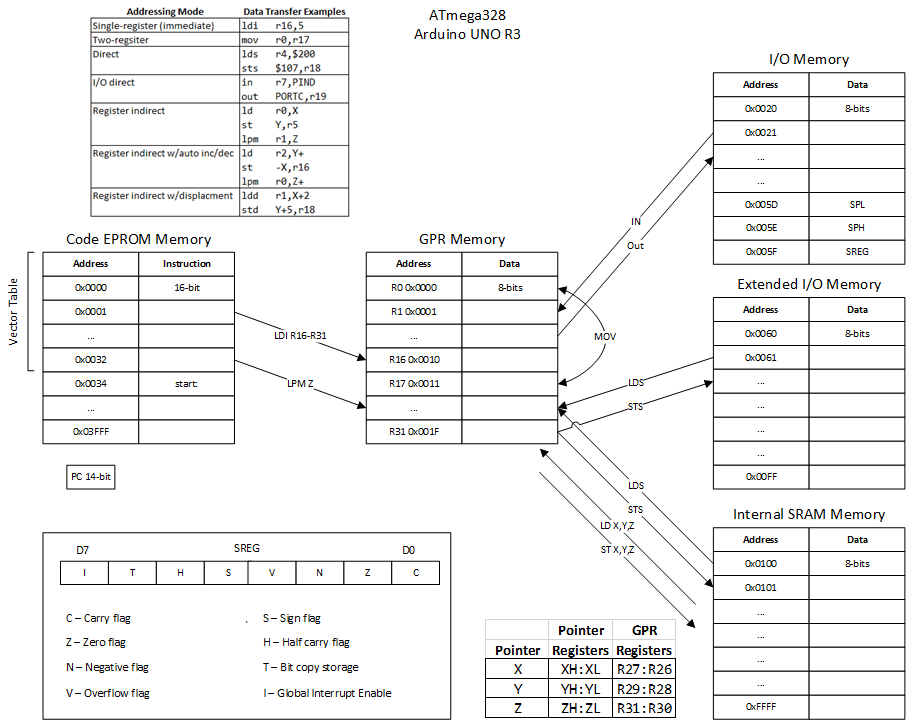 ATmega328
Arduino UNO R3
Addressing Mode Data Transfer Examples
Single-register (immediate) ldi r16,5
Two-regsiter mov r0,r17
Direct lds r4,$200
sts $107,r18
I/O direct in r7,PIND
out PORTC,r19
Register indirect ld r0,X
st Y,r5
lpm r1,Z
Register indirect w/auto inc/dec ld r2,Y+
st -X,r16
lpm r0,Z+
Register indirect w/displacment ldd r1,X+2
std Y+5,r18
I/O Memory
Address Data
0x0020 8-bits
0x0021
...
...
0x005D SPL
0x005E SPH
0x005F SREG
Code EPROM Memory
Address Instruction
0x0000 16-bit
0x0001
...
0x0032
0x0034 start:
...
0x03FFF
Vector Table
PC 14-bit
LDI R16-R31
LPM Z
GPR Memory
Address Data
R0 0x0000 8-bits
R1 0x0001
...
R16 0x0010
R17 0x0011
...
R31 0x001F
IN
Out
MOV
LDS
STS
LDS
STS
LD X,Y,Z
ST X,Y,Z
Extended I/O Memory
Address Data
0x0060 8-bits
0x0061
...
...
...
...
0x00FF
Internal SRAM Memory
Address Data
0x0100 8-bits
0x0101
...
...
...
...
0xFFFF
D7 SREG D0
I T H S V N Z C
C – Carry flag 、 S – Sign flag
Z – Zero flag H – Half carry flag
N – Negative flag T – Bit copy storage
V – Overflow flag I – Global Interrupt Enable
Pointer GPR
Pointer Registers Registers
X XH:XL R27:R26
Y YH:YL R29:R28
Z ZH:ZL R31:R30